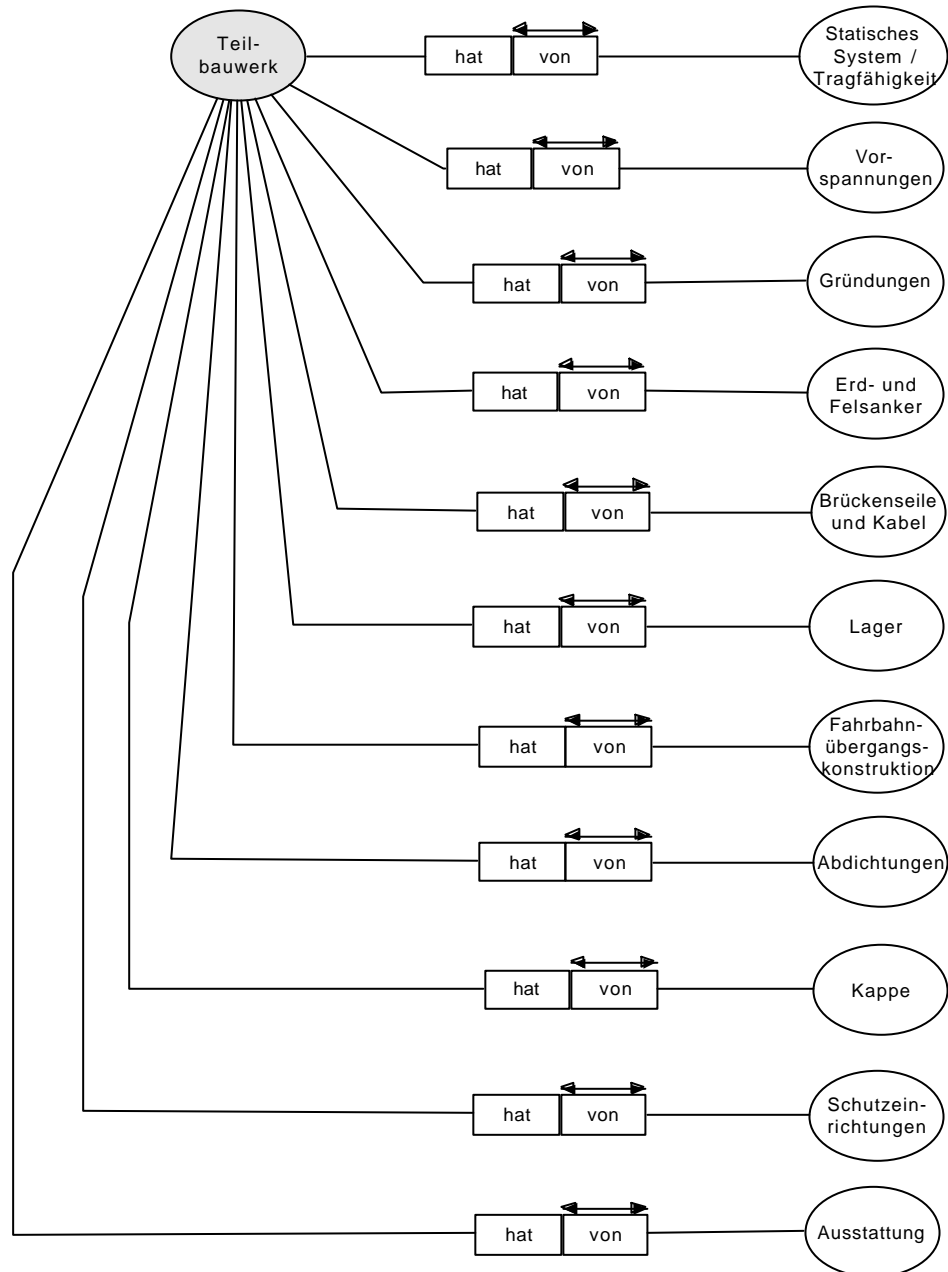 Teil-
bauwerk
hat
von
Statisches
System /
Tragfähigkeit
hat
von
Vor-
spannungen
hat
von
Gründungen
hat
von
Erd- und
Felsanker
hat
von
Brückenseile
und Kabel
hat
von
Lager
hat
von
Fahrbahn-
übergangs-
konstruktion
hat
von
Abdichtungen
hat
von
Kappe
hat
von
Schutzein-
richtungen
hat
von
Ausstattung